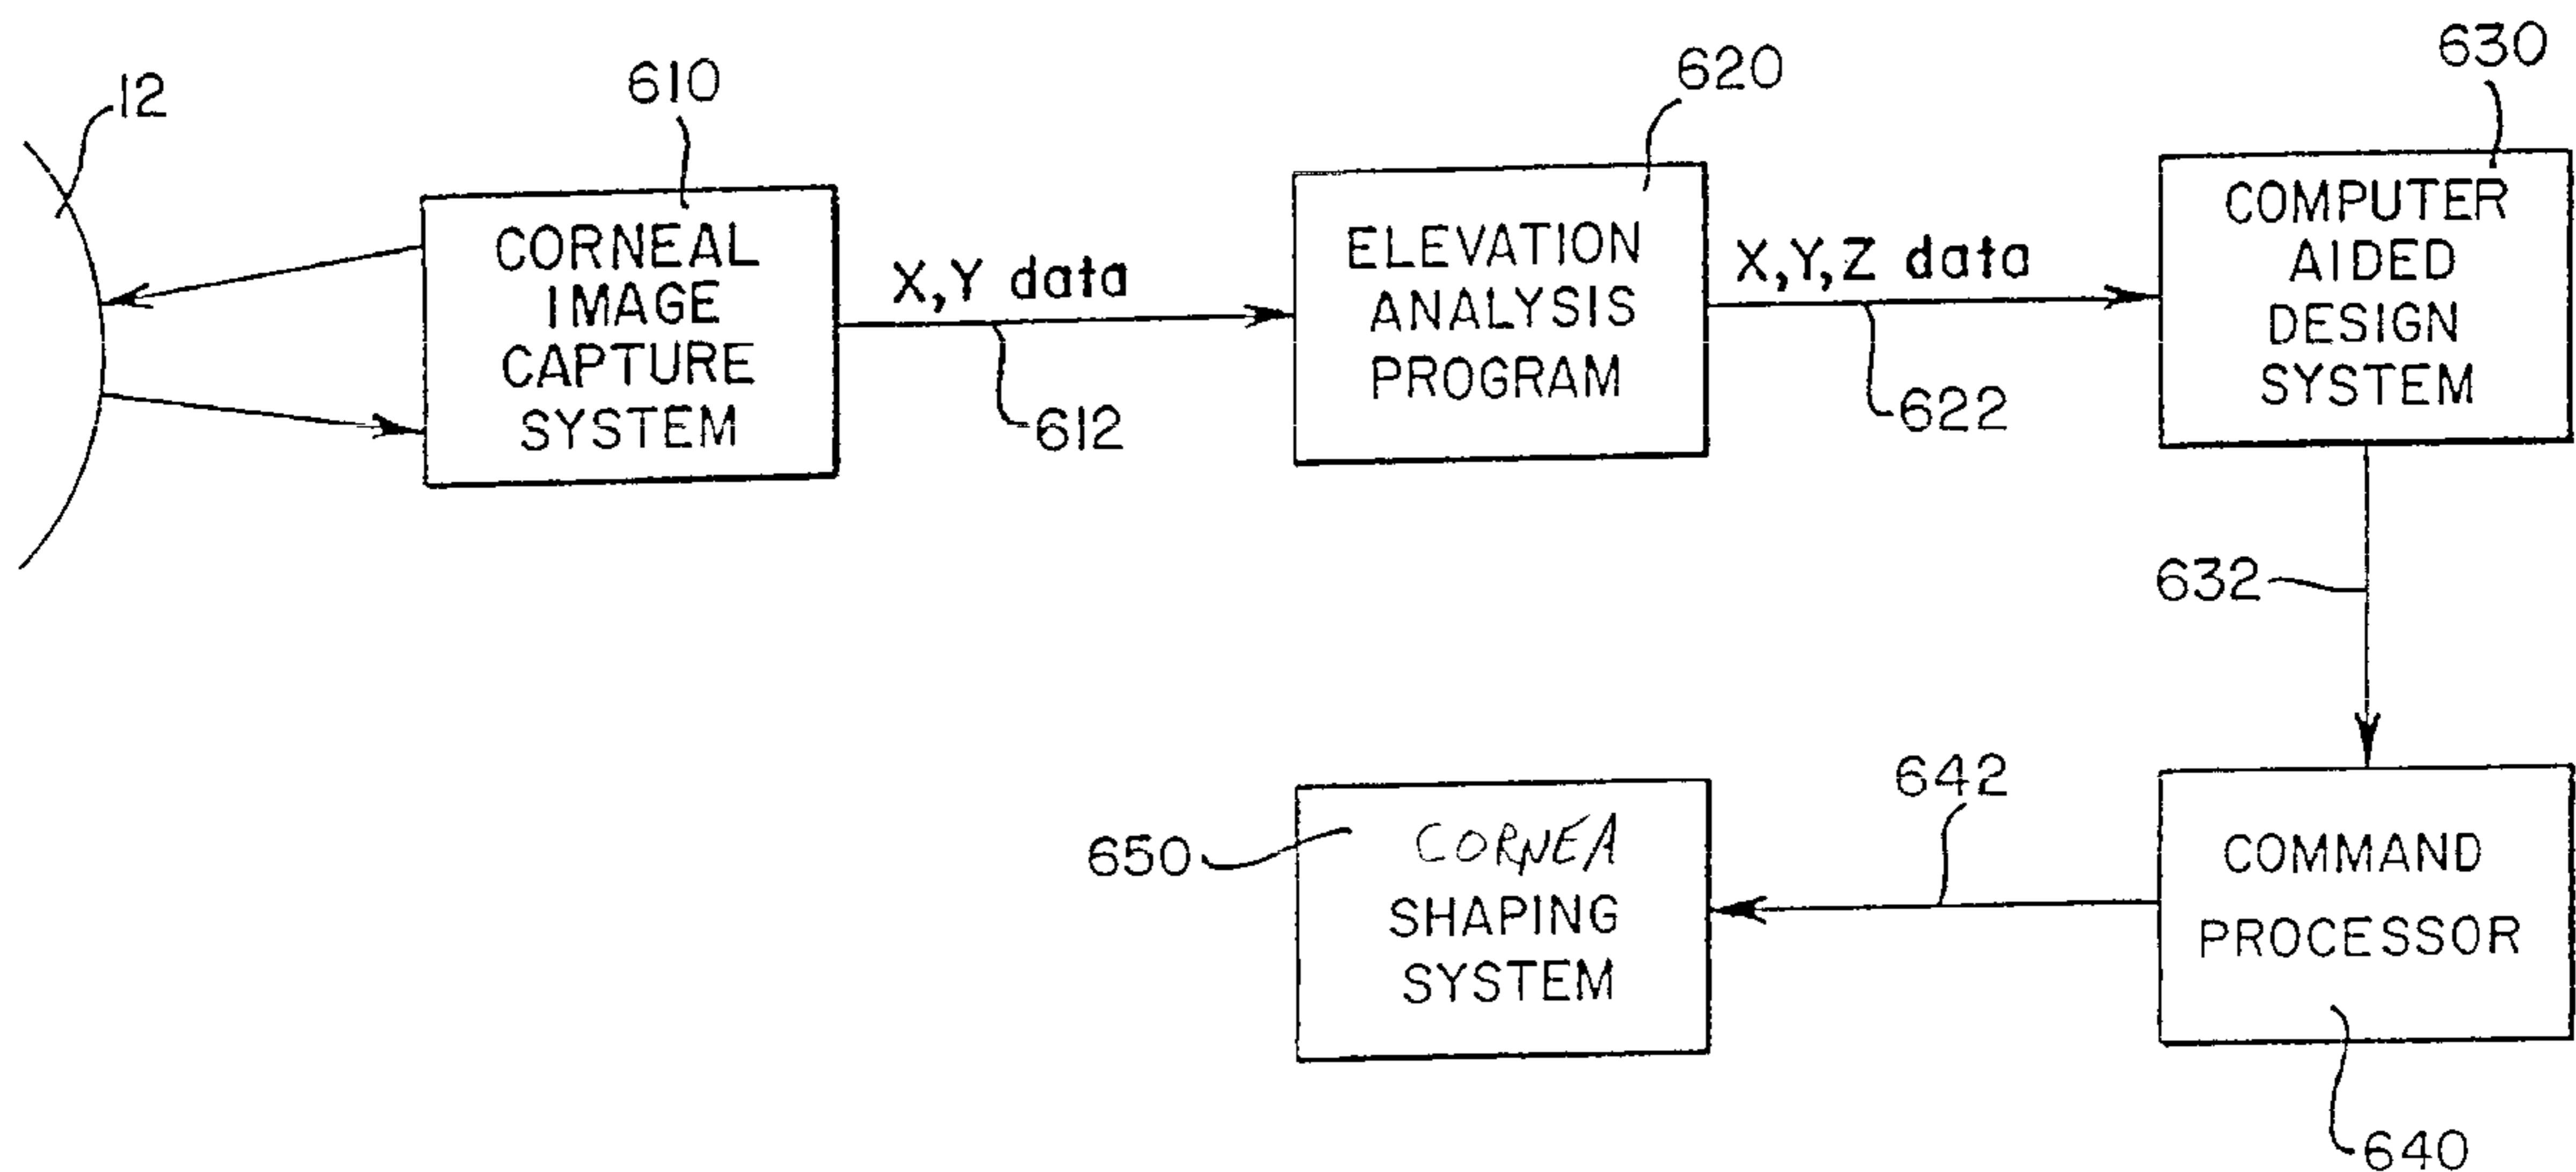 12
610
CORNEAL
IMAGE
CAPTURE
SYSTEM
X,Y data
612
620
ELEVATION
ANALYSIS
PROGRAM
X,Y,Z data
622
630
COMPUTER
AIDED
DESIGN
SYSTEM
632
COMMAND
PROCESSOR
640
642
650
CORNEA
SHAPING
SYSTEM